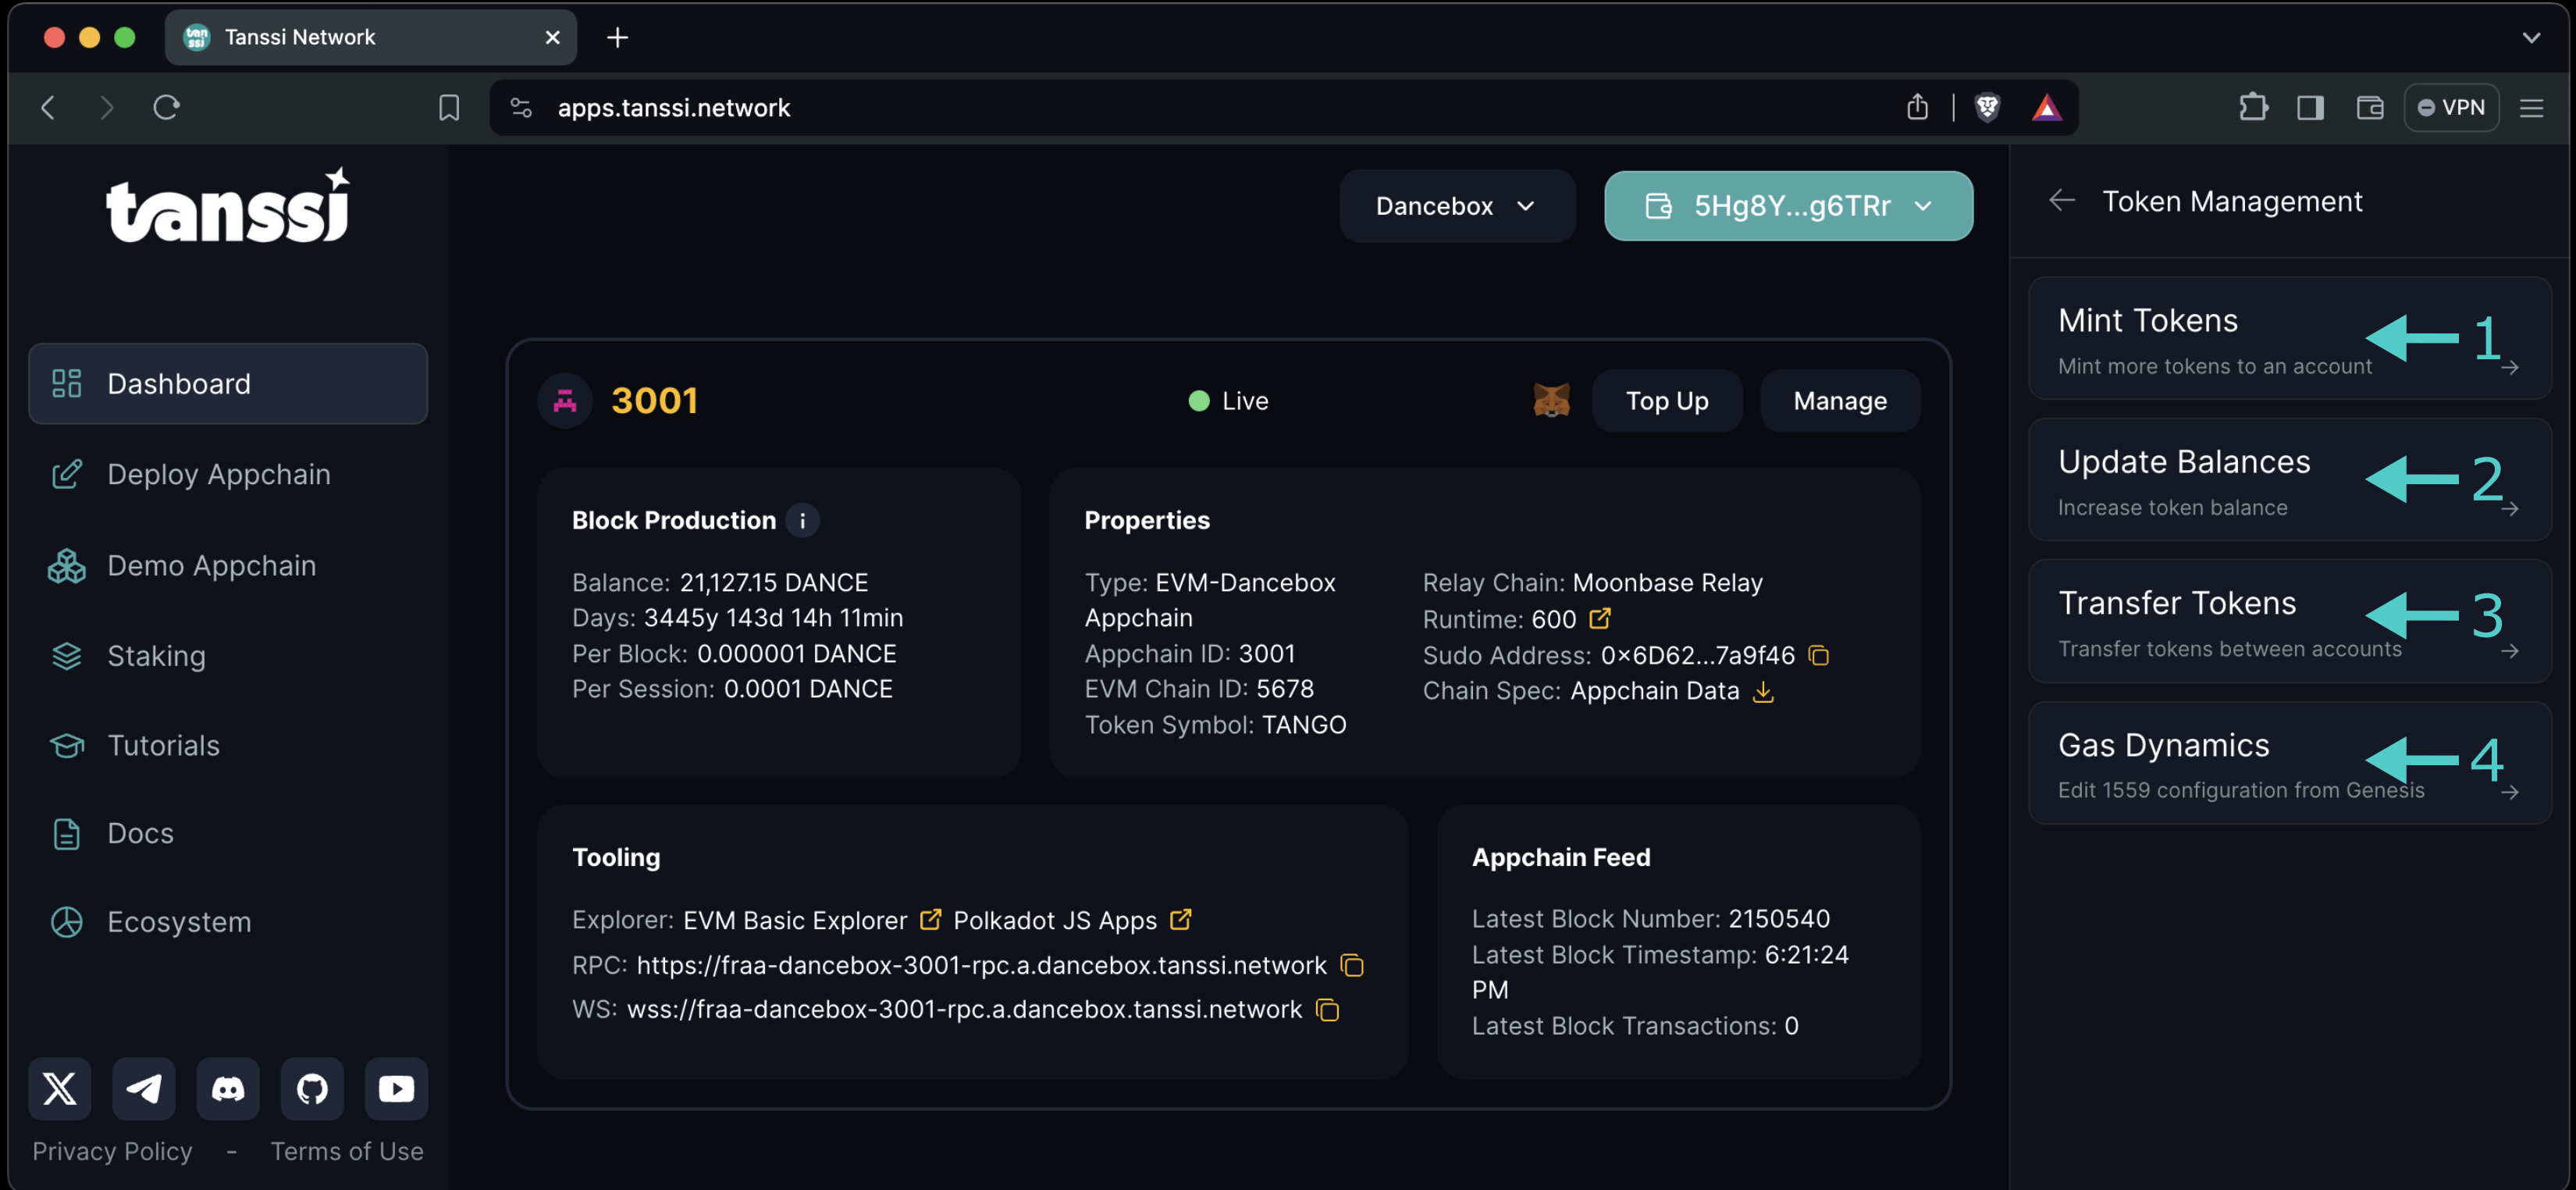 tanssi
Tanssi Network
apps.tanssi.network
VPN
tanssi
Dashboard
Deploy Appchain
Demo Appchain
Staking
Tutorials
Docs
Ecosystem
Privacy Policy - Terms of Use
Dancebox
5Hg8Y...g6TRr
3001
Live
Top Up
Manage
Block Production i
Balance: 21,127.15 DANCE
Days: 3445y 143d 14h 11min
Per Block: 0.000001 DANCE
Per Session: 0.0001 DANCE
Properties
Type: EVM-Dancebox
Appchain
Appchain ID: 3001
EVM Chain ID: 5678
Token Symbol: TANGO
Relay Chain: Moonbase Relay
Runtime: 600
Sudo Address: 0x6D62...7a9f46
Chain Spec: Appchain Data
Tooling
Explorer: EVM Basic Explorer Polkadot JS Apps
RPC: https://fraa-dancebox-3001-rpc.a.dancebox.tanssi.network
WS: wss://fraa-dancebox-3001-rpc.a.dancebox.tanssi.network
Appchain Feed
Latest Block Number: 2150540
Latest Block Timestamp: 6:21:24
PM
Latest Block Transactions: 0
Token Management
Mint Tokens
1
Mint more tokens to an account
Update Balances
2
Increase token balance
Transfer Tokens
3
Transfer tokens between accounts
Gas Dynamics
4
Edit 1559 configuration from Genesis